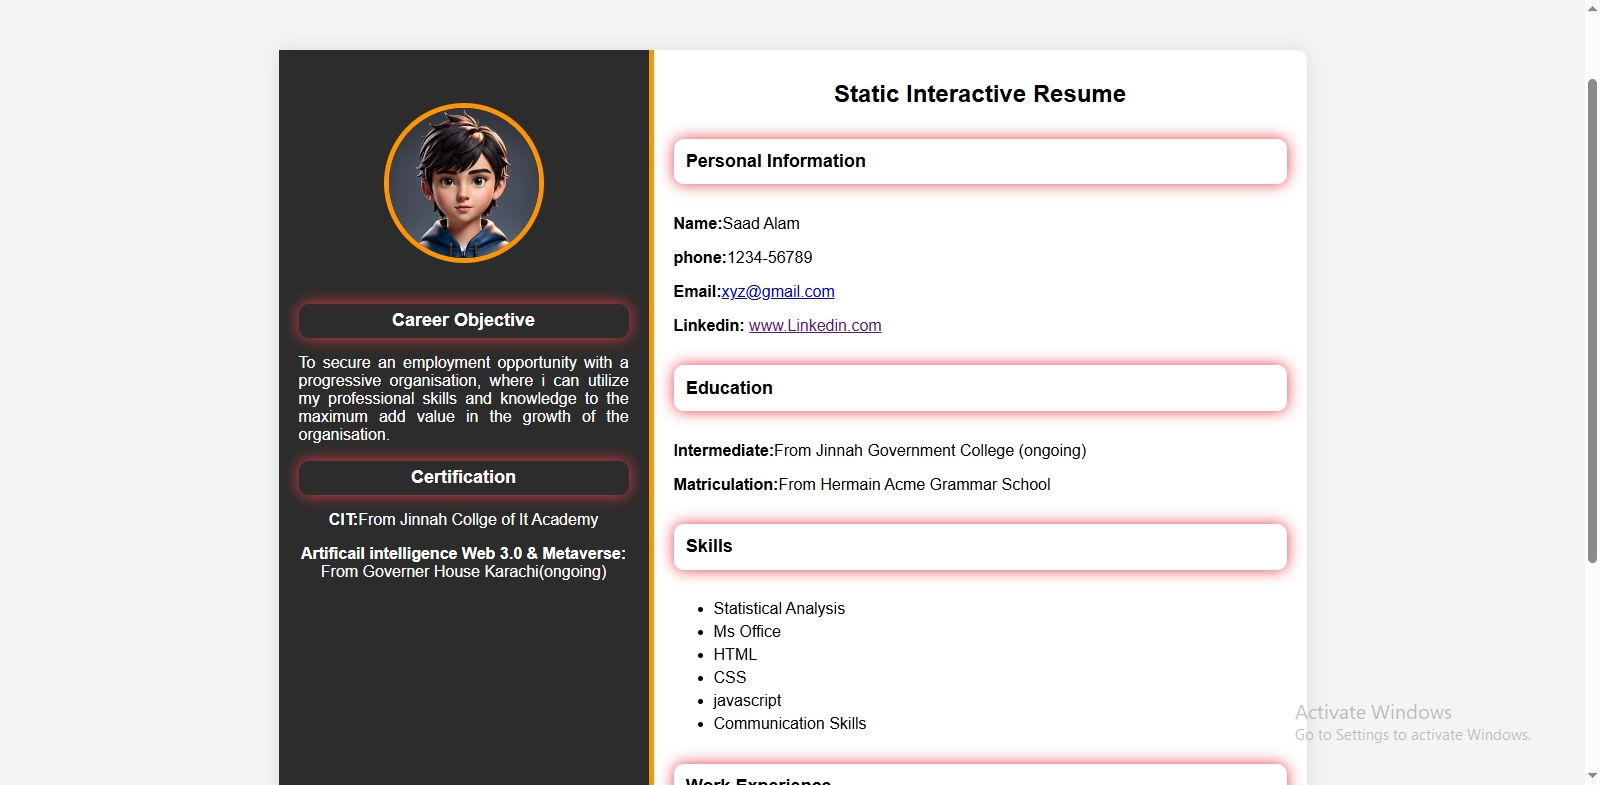 Career Objective
To secure an employment opportunity with a
progressive organisation, where i can utilize
my professional skills and knowledge to the
maximum add value in the growth of the
organisation.
Certification
CIT:From Jinnah Collge of It Academy
Artificail intelligence Web 3.0 & Metaverse:
From Governer House Karachi(ongoing)
Static Interactive Resume
Personal Information
Name:Saad Alam
phone:1234-56789
Email:xyz@gmail.com
Linkedin: www.Linkedin.com
Education
Intermediate:From Jinnah Government College (ongoing)
Matriculation:From Hermain Acme Grammar School
Skills
• Statistical Analysis
• Ms Office
• HTML
• CSS
• javascript
• Communication Skills
Work Experience
Activate Windows
Go to Settings to activate Windows.